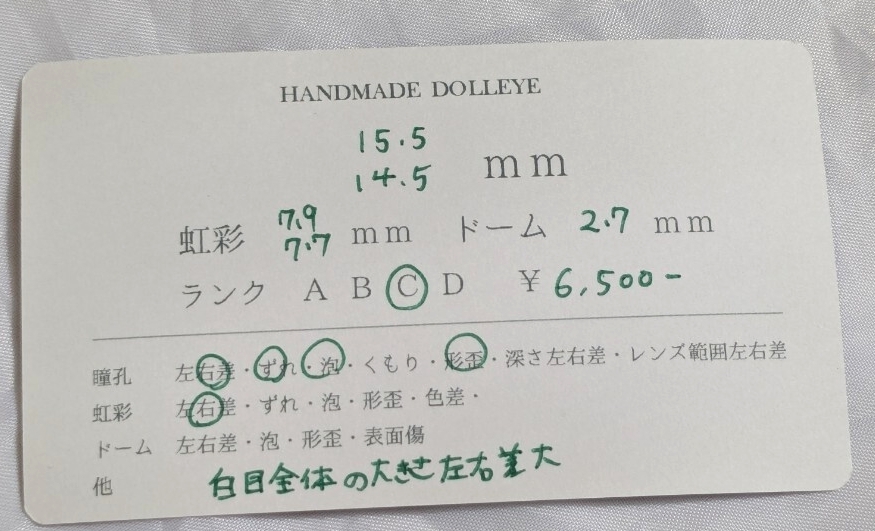 HANDMADE DOLLEYE
15.5
14.5 mm
虹彩 7.9 7.7 mm ドーム 2.7 mm
ランク A B C D ¥ 6,500-
瞳孔 左右差・ずれ・泡・くもり・形歪・深さ左右差・レンズ範囲左右差
虹彩 左右差・ずれ・泡・形歪・色差・
ドーム 左右差・泡・形歪・表面傷
他 白目全体の大きさ左右差大